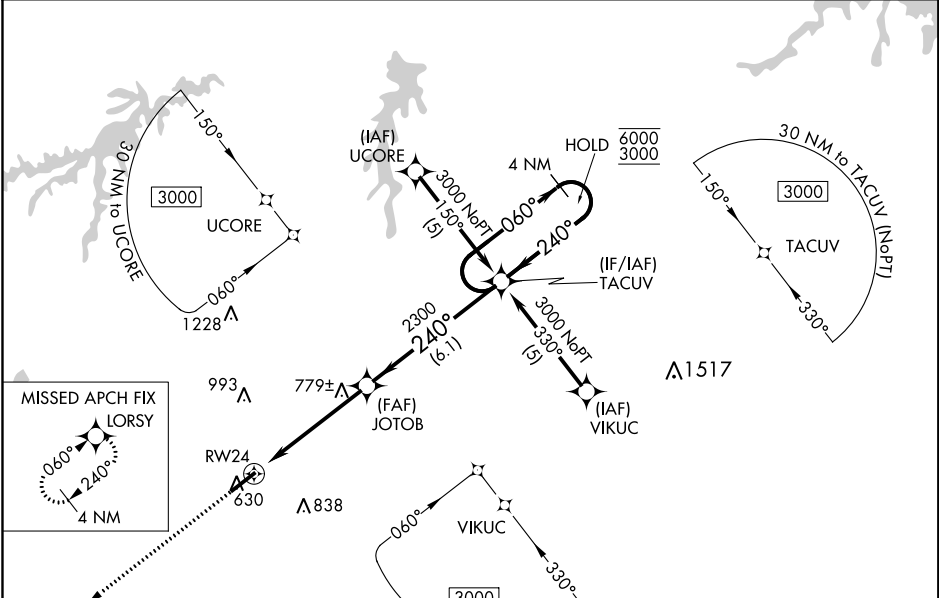 150°
3000
UCORE
30 NM to UCORE
060°
1228
(IAF)
UCORE
3000 NoPT
150°
(5)
4 NM
HOLD
6000
3000
060°
240°
(IF/IAF)
TACUV
30 NM to TACUV (NoPT)
150°
3000
TACUV
330°
2300
240°
(6.1)
3000 NoPT
330°
(5)
(IAF)
VIKUC
1517
993
779±
(FAF)
JOTOB
MISSED APCH FIX
LORSY
060°
240°
4 NM
RW24
630
838
060°
VIKUC
330°
3000